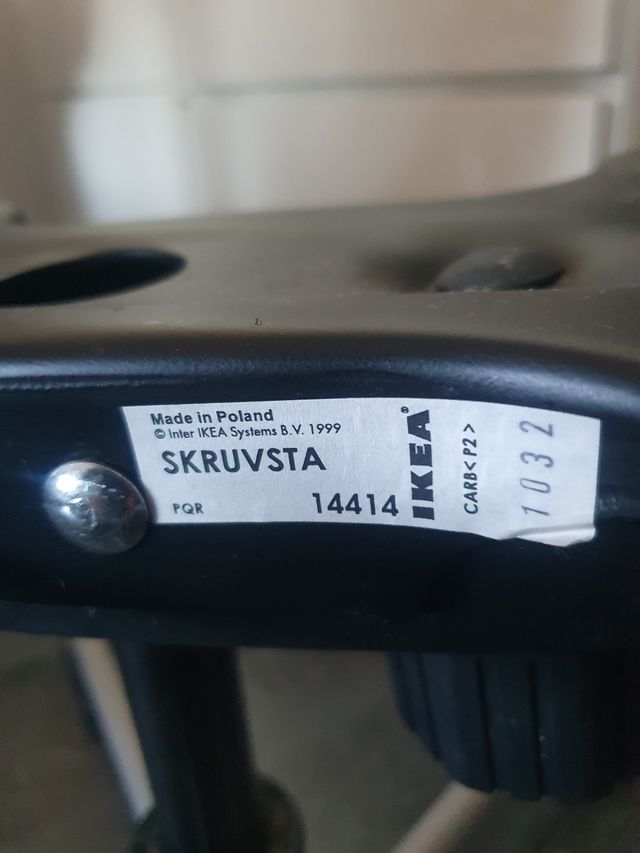 Made in Poland
© Inter IKEA Systems B.V. 1999
SKRUVSTA
PQR 14414
IKEA®
CARB< P2 >
1032